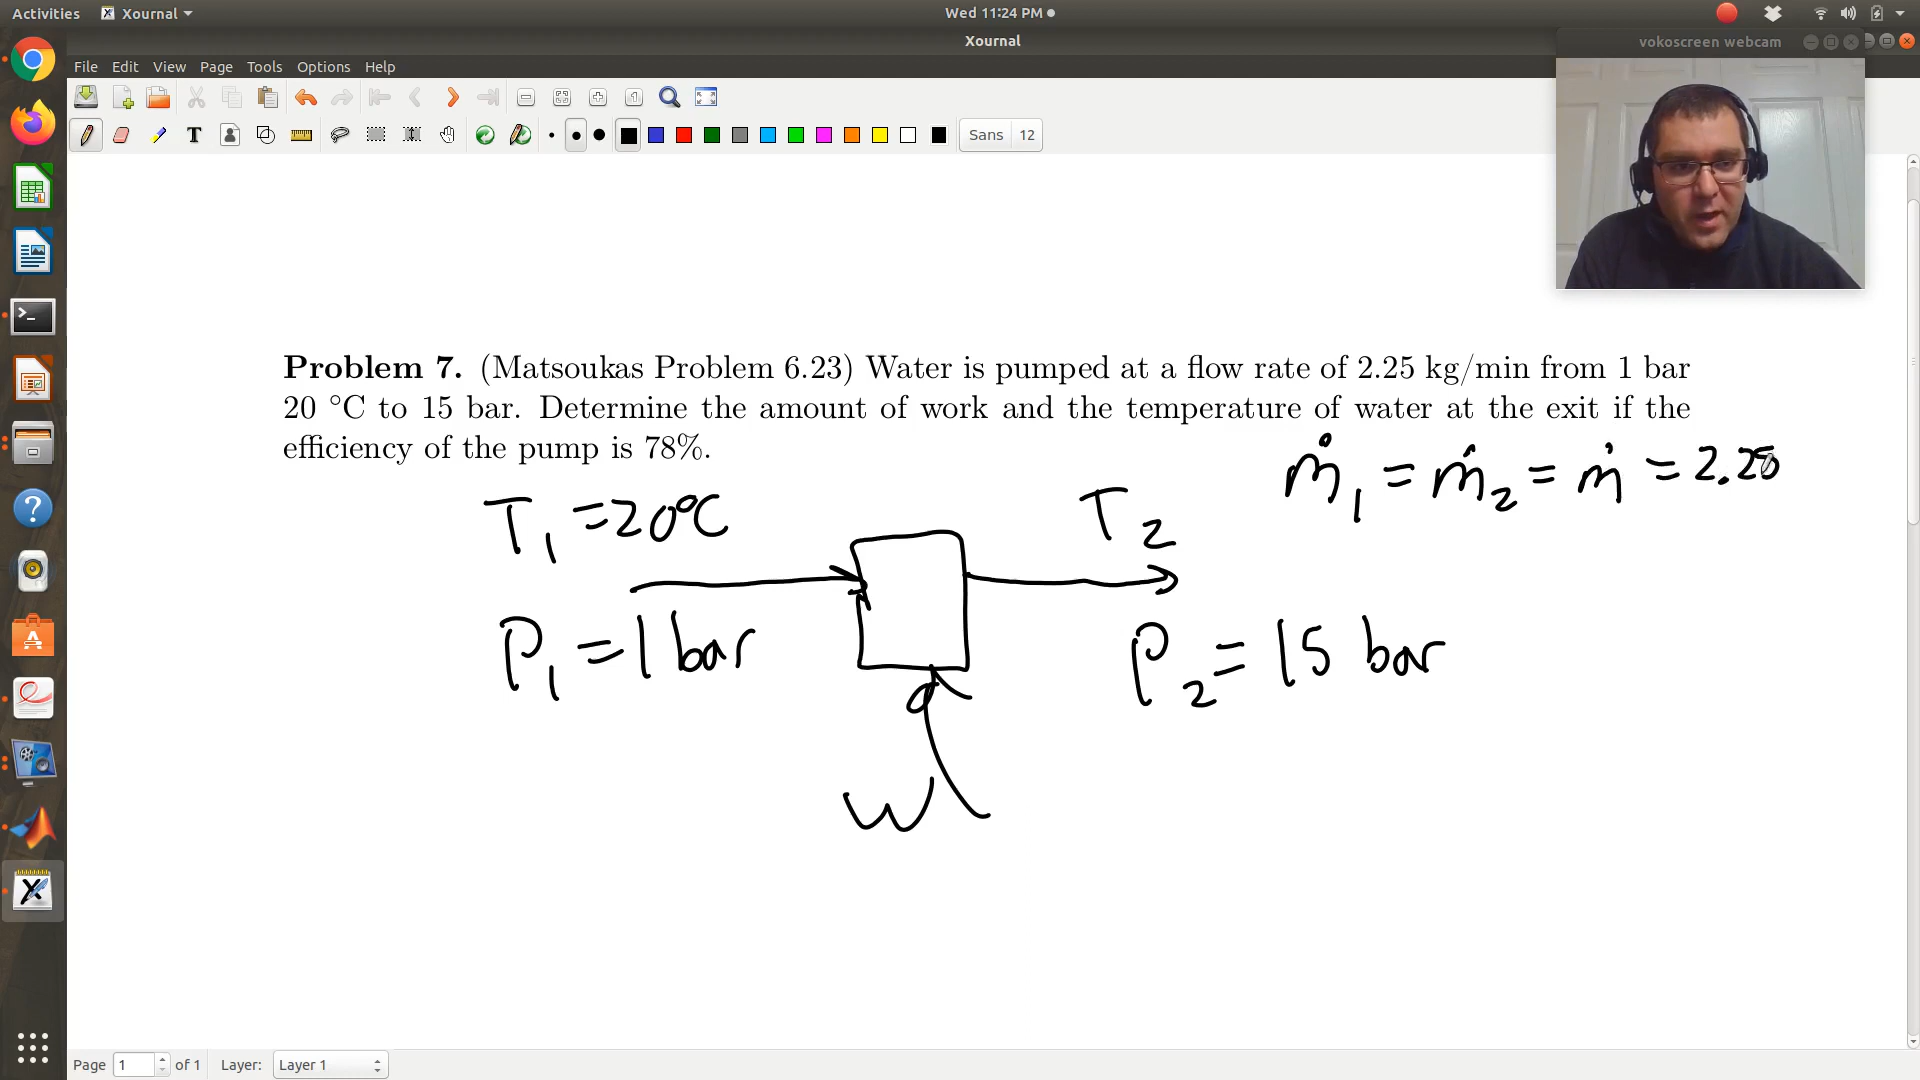 Activities Xournal Wed 11:24 PM
Xournal
vokoscreen webcam
File Edit View Page Tools Options Help
T Sans 12
Problem 7. (Matsoukas Problem 6.23) Water is pumped at a flow rate of 2.25 kg/min from 1 bar
20 °C to 15 bar. Determine the amount of work and the temperature of water at the exit if the
efficiency of the pump is 78%.
ṁ₁ = ṁ₂ = ṁ = 2.25
T₁ = 20°C T₂
P₁ = 1 bar P₂ = 15 bar
W
Page 1 of 1 Layer: Layer 1